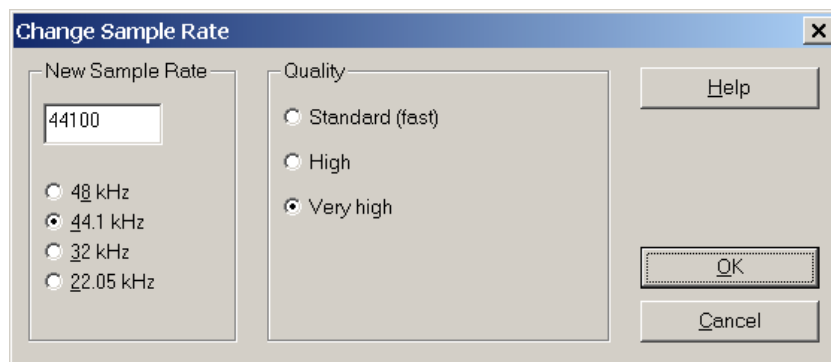 Change Sample Rate
New Sample Rate
44100
48 kHz
44.1 kHz
32 kHz
22.05 kHz
Quality
Standard (fast)
High
Very high
Help
OK
Cancel